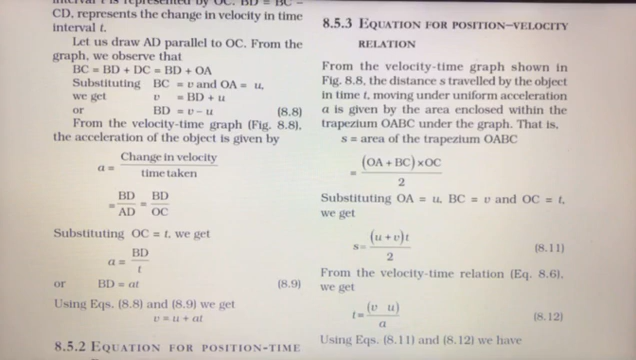 interval t is represented by OC. BD = BC –
CD, represents the change in velocity in time
interval t.
Let us draw AD parallel to OC. From the
graph, we observe that
BC = BD + DC = BD + OA
Substituting BC = v and OA = u,
we get v = BD + u
or BD = v – u (8.8)
From the velocity-time graph (Fig. 8.8),
the acceleration of the object is given by
a = Change in velocity / time taken
= BD / AD = BD / OC
Substituting OC = t, we get
a = BD / t
or BD = at (8.9)
Using Eqs. (8.8) and (8.9) we get
v = u + at
8.5.2 EQUATION FOR POSITION-TIME
8.5.3 EQUATION FOR POSITION–VELOCITY
RELATION
From the velocity-time graph shown in
Fig. 8.8, the distance s travelled by the object
in time t, moving under uniform acceleration
a is given by the area enclosed within the
trapezium OABC under the graph. That is,
s = area of the trapezium OABC
= (OA + BC) × OC / 2
Substituting OA = u, BC = v and OC = t,
we get
s = (u + v) t / 2 (8.11)
From the velocity-time relation (Eq. 8.6),
we get
t = (v u) / a (8.12)
Using Eqs. (8.11) and (8.12) we have